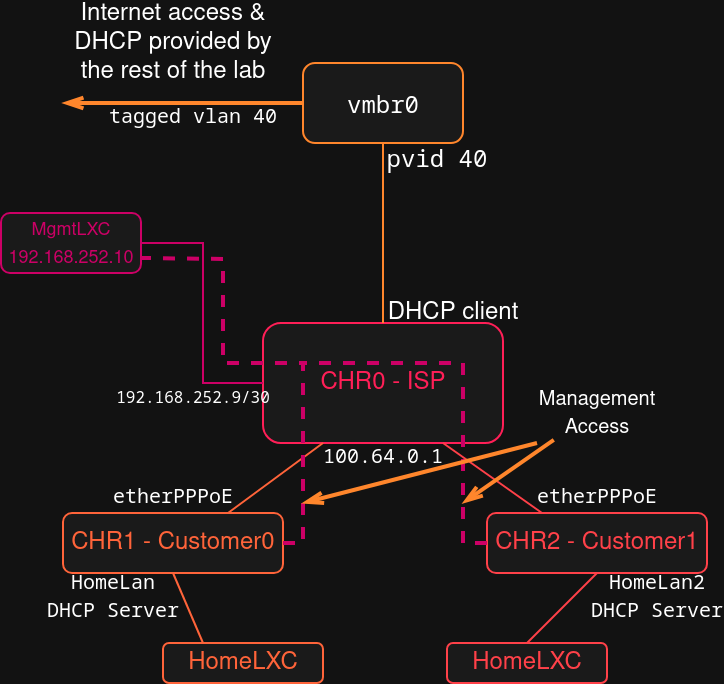 Internet access &
DHCP provided by
the rest of the lab
vmbr0
tagged vlan 40
pvid 40
MgmtLXC
192.168.252.10
DHCP client
CHR0 - ISP
192.168.252.9/30
Management
Access
100.64.0.1
etherPPPoE
etherPPPoE
CHR1 - Customer0
CHR2 - Customer1
HomeLan
DHCP Server
HomeLan2
DHCP Server
HomeLXC
HomeLXC